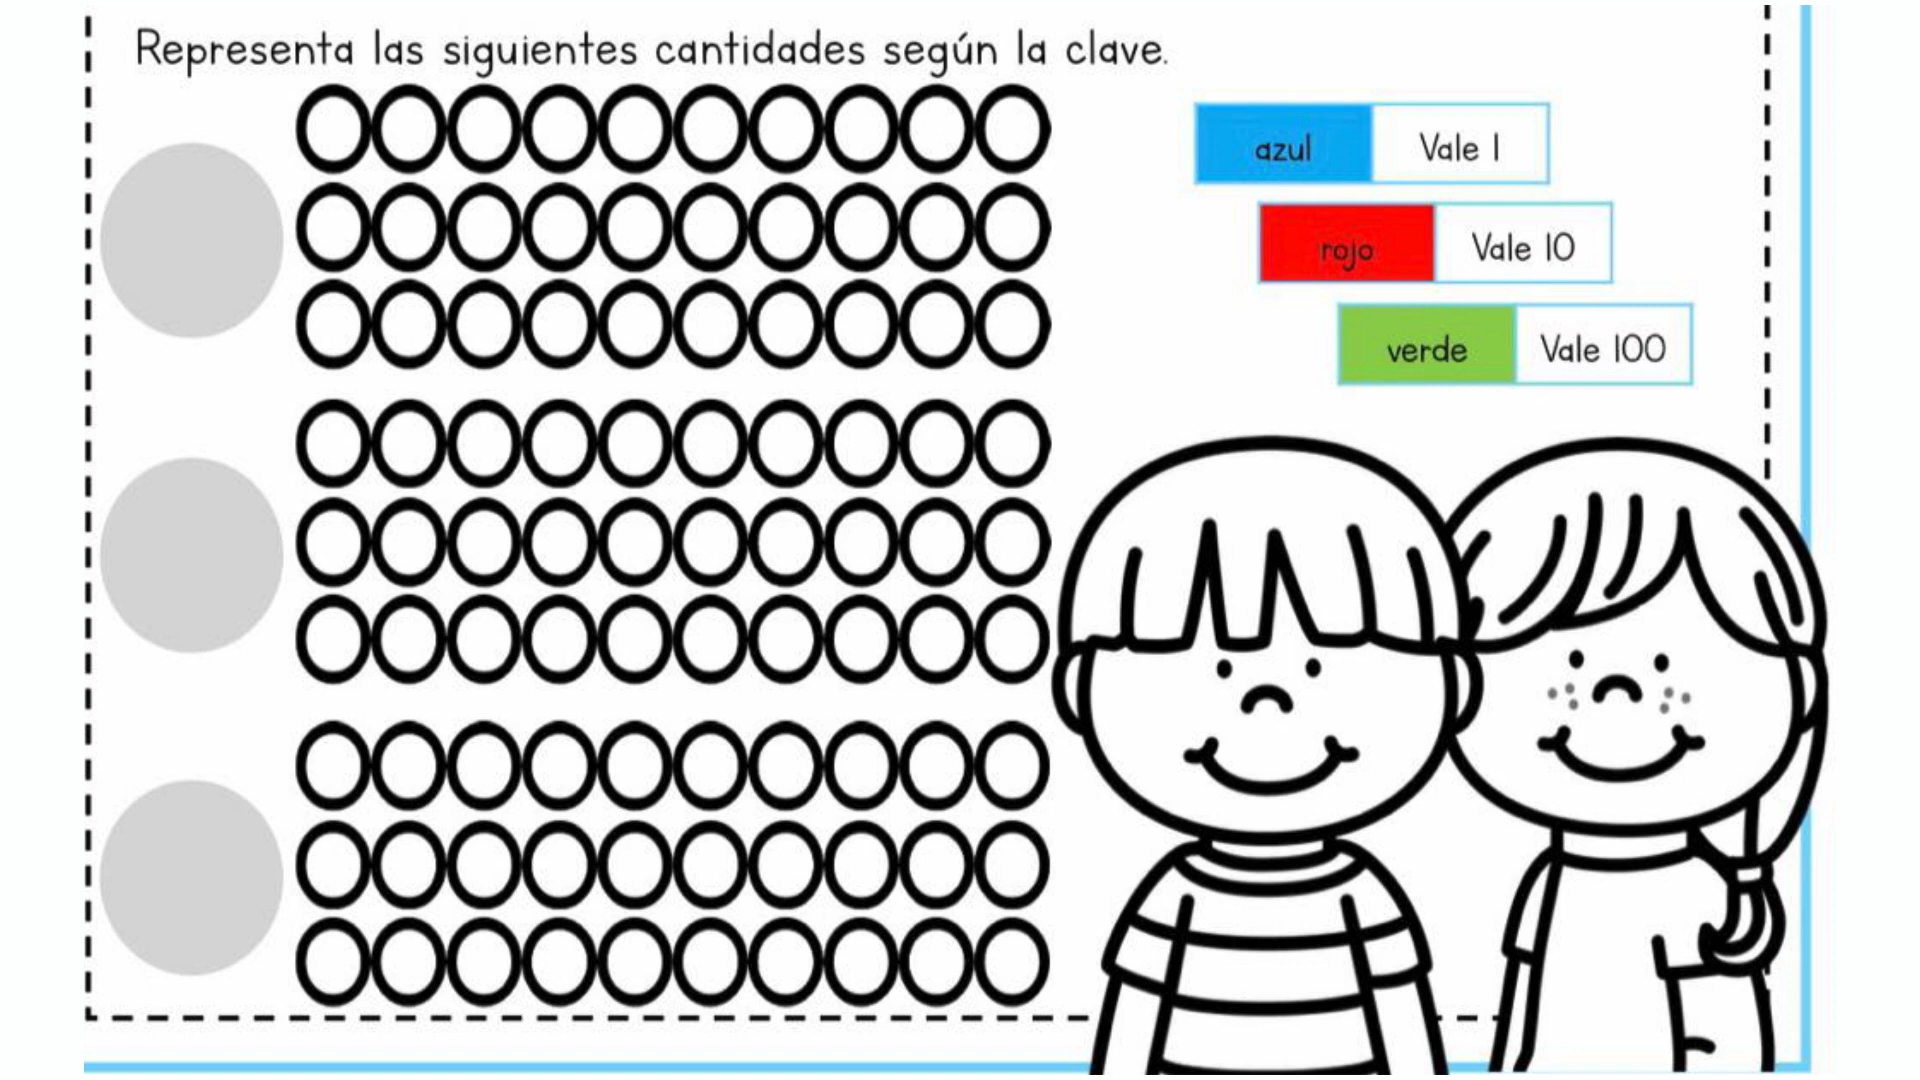 Representa las siguientes cantidades según la clave.
azul Vale 1
rojo Vale 10
verde Vale 100